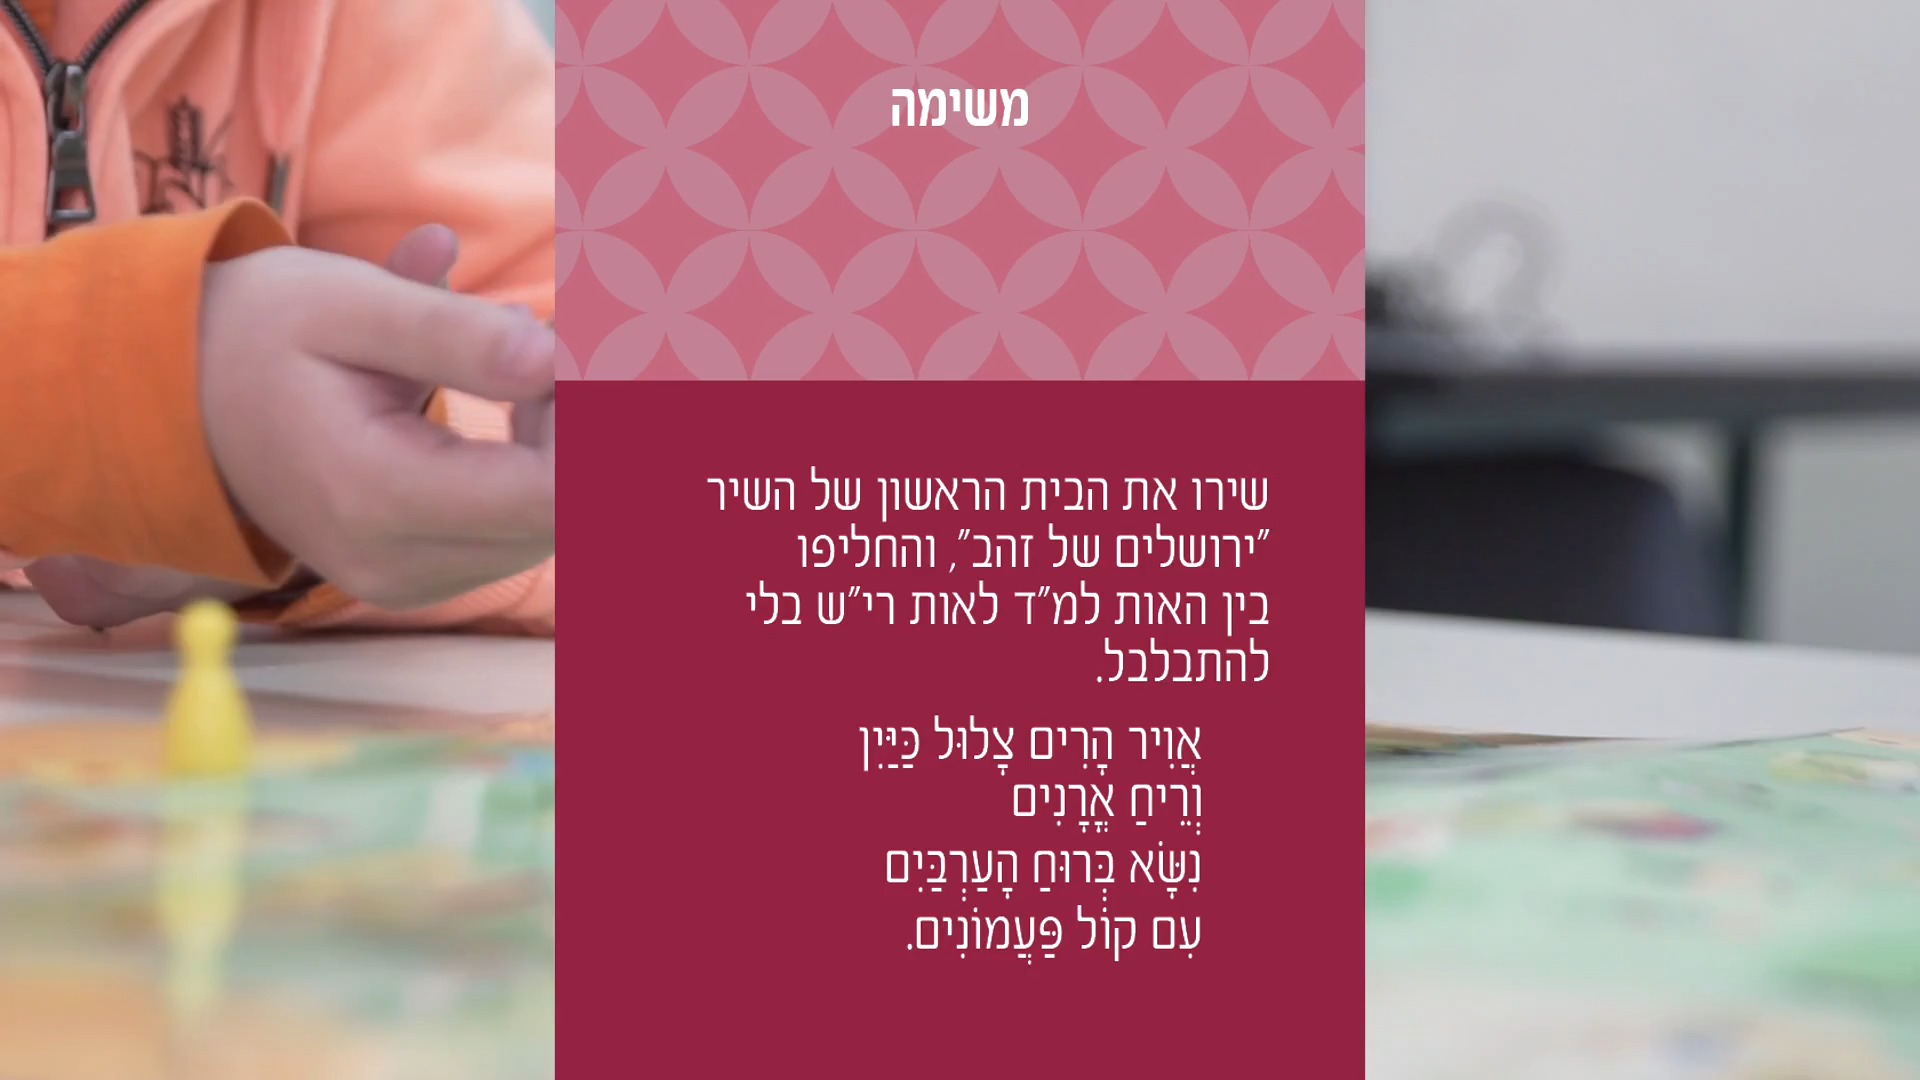 משימה
שירו את הבית הראשון של השיר
"ירושלים של זהב", והחליפו
בין האות למ"ד לאות רי"ש בלי
להתבלבל.
אֲוִיר הָרִים צָלוּל כַּיַּיִן
וְרֵיחַ אֳרָנִים
נִשָּׂא בְּרוּחַ הָעַרְבַּיִם
עִם קוֹל פַּעֲמוֹנִים.